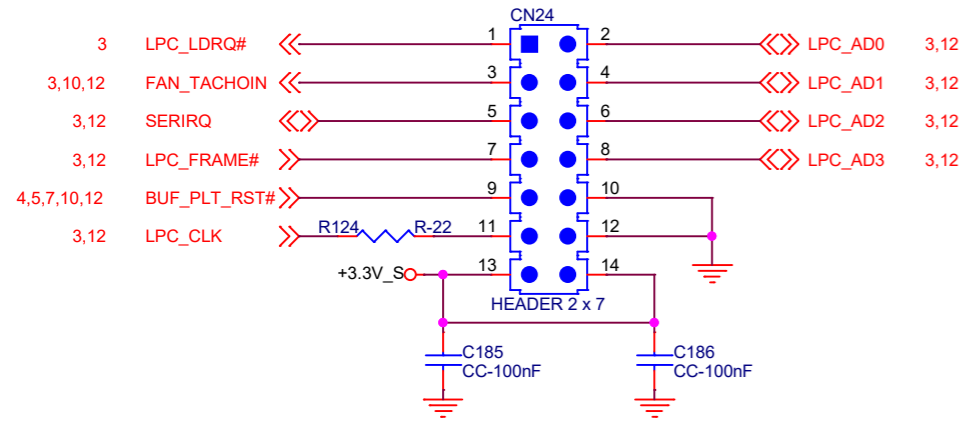 CN24
3 LPC_LDRQ# 1 2 LPC_AD0 3,12
3,10,12 FAN_TACHOIN 3 4 LPC_AD1 3,12
3,12 SERIRQ 5 6 LPC_AD2 3,12
3,12 LPC_FRAME# 7 8 LPC_AD3 3,12
4,5,7,10,12 BUF_PLT_RST# 9 10
3,12 LPC_CLK R124 R-22 11 12
+3.3V_S 13 14
HEADER 2 x 7
C185 C186
CC-100nF CC-100nF